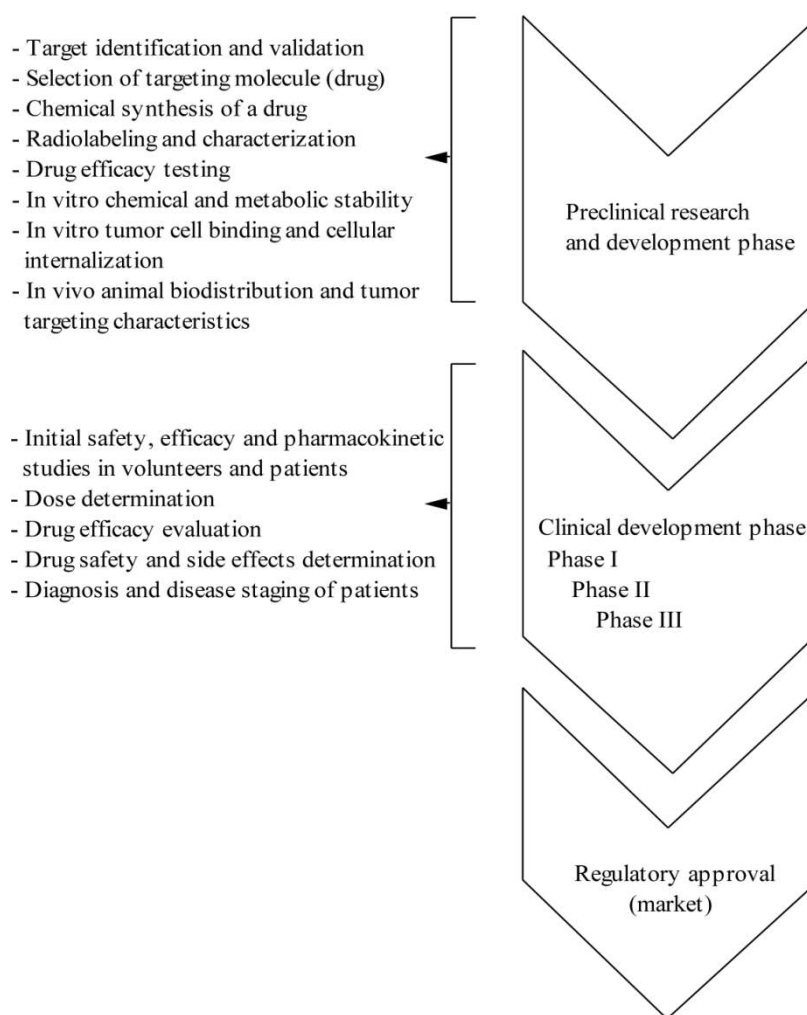 - Target identification and validation
- Selection of targeting molecule (drug)
- Chemical synthesis of a drug
- Radiolabeling and characterization
- Drug efficacy testing
- In vitro chemical and metabolic stability
- In vitro tumor cell binding and cellular
internalization
- In vivo animal biodistribution and tumor
targeting characteristics
Preclinical research
and development phase
- Initial safety, efficacy and pharmacokinetic
studies in volunteers and patients
- Dose determination
- Drug efficacy evaluation
- Drug safety and side effects determination
- Diagnosis and disease staging of patients
Clinical development phase
Phase I
Phase II
Phase III
Regulatory approval
(market)